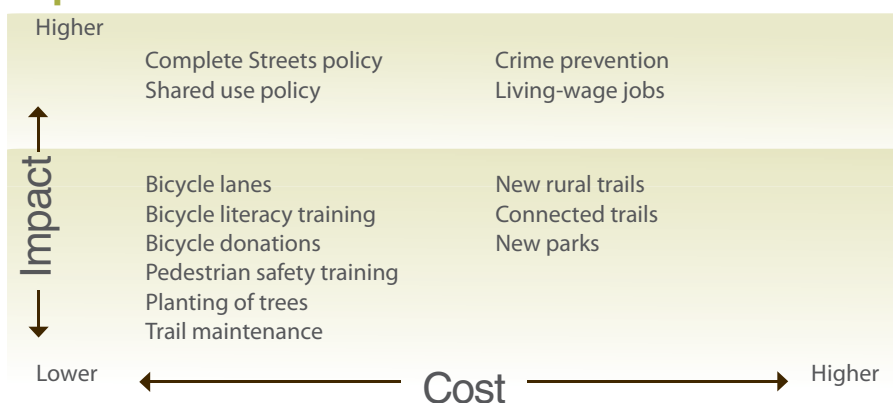 Higher
Complete Streets policy
Shared use policy
Crime prevention
Living-wage jobs
Impact
Bicycle lanes
Bicycle literacy training
Bicycle donations
Pedestrian safety training
Planting of trees
Trail maintenance
New rural trails
Connected trails
New parks
Lower
Cost
Higher